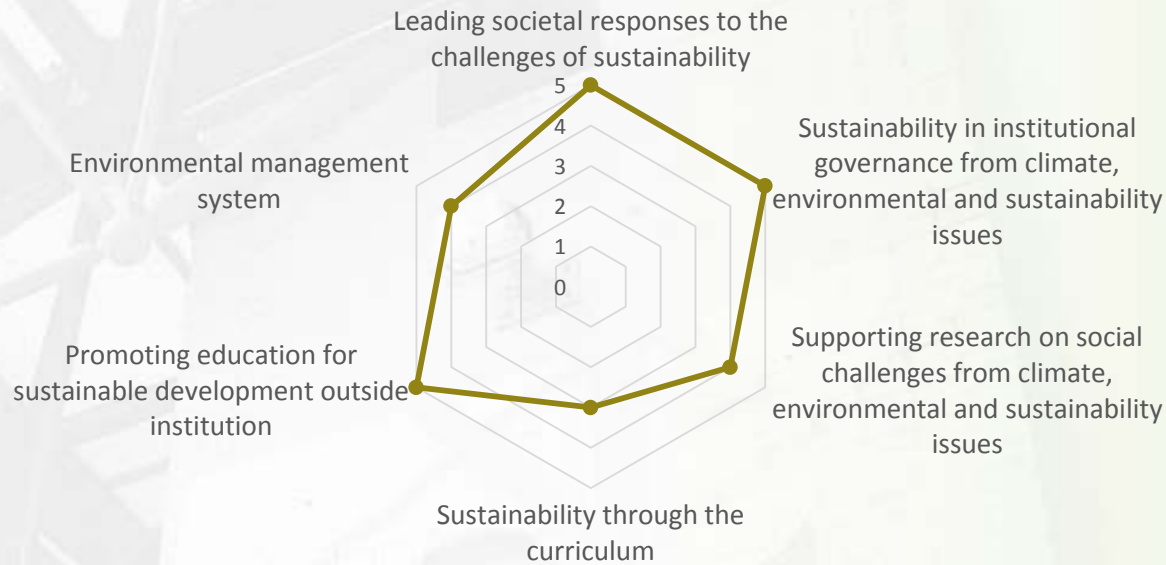 Leading societal responses to the
challenges of sustainability
5
4
3
2
1
0
Sustainability in institutional
governance from climate,
environmental and sustainability
issues
Supporting research on social
challenges from climate,
environmental and sustainability
issues
Sustainability through the
curriculum
Promoting education for
sustainable development outside
institution
Environmental management
system